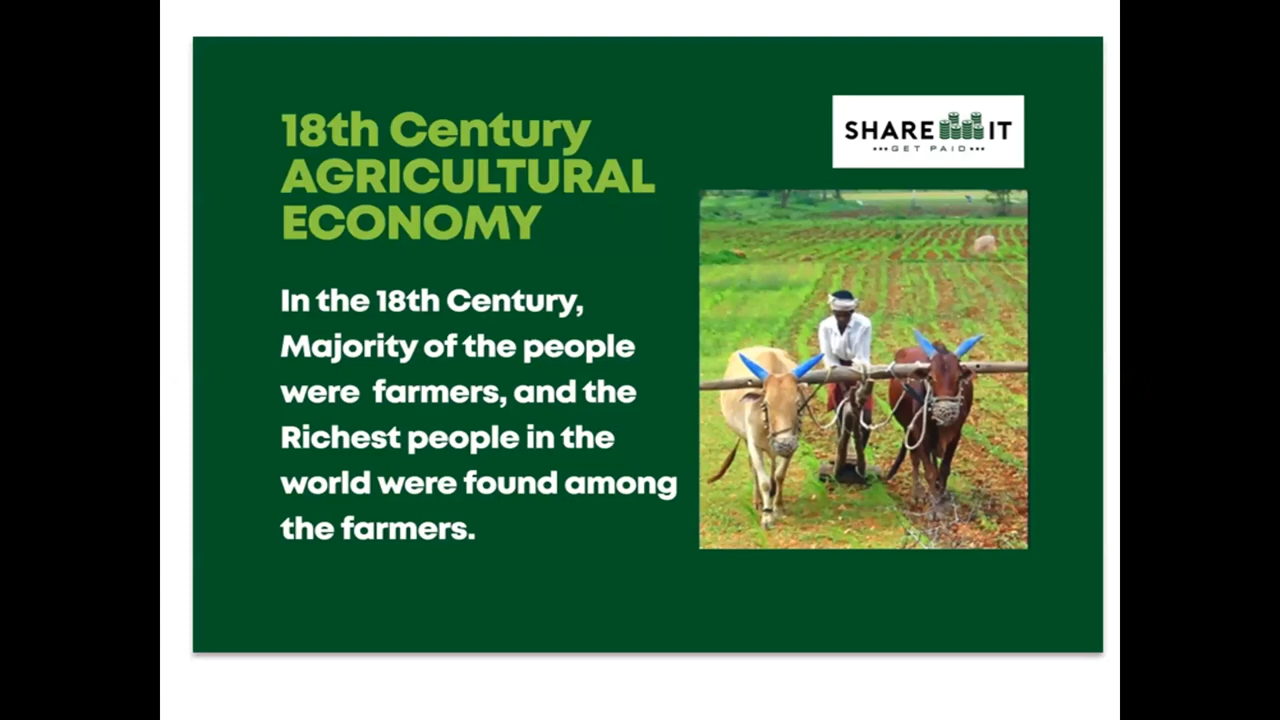 18th Century
AGRICULTURAL
ECONOMY
SHARE IT
GET PAID
In the 18th Century,
Majority of the people
were farmers, and the
Richest people in the
world were found among
the farmers.